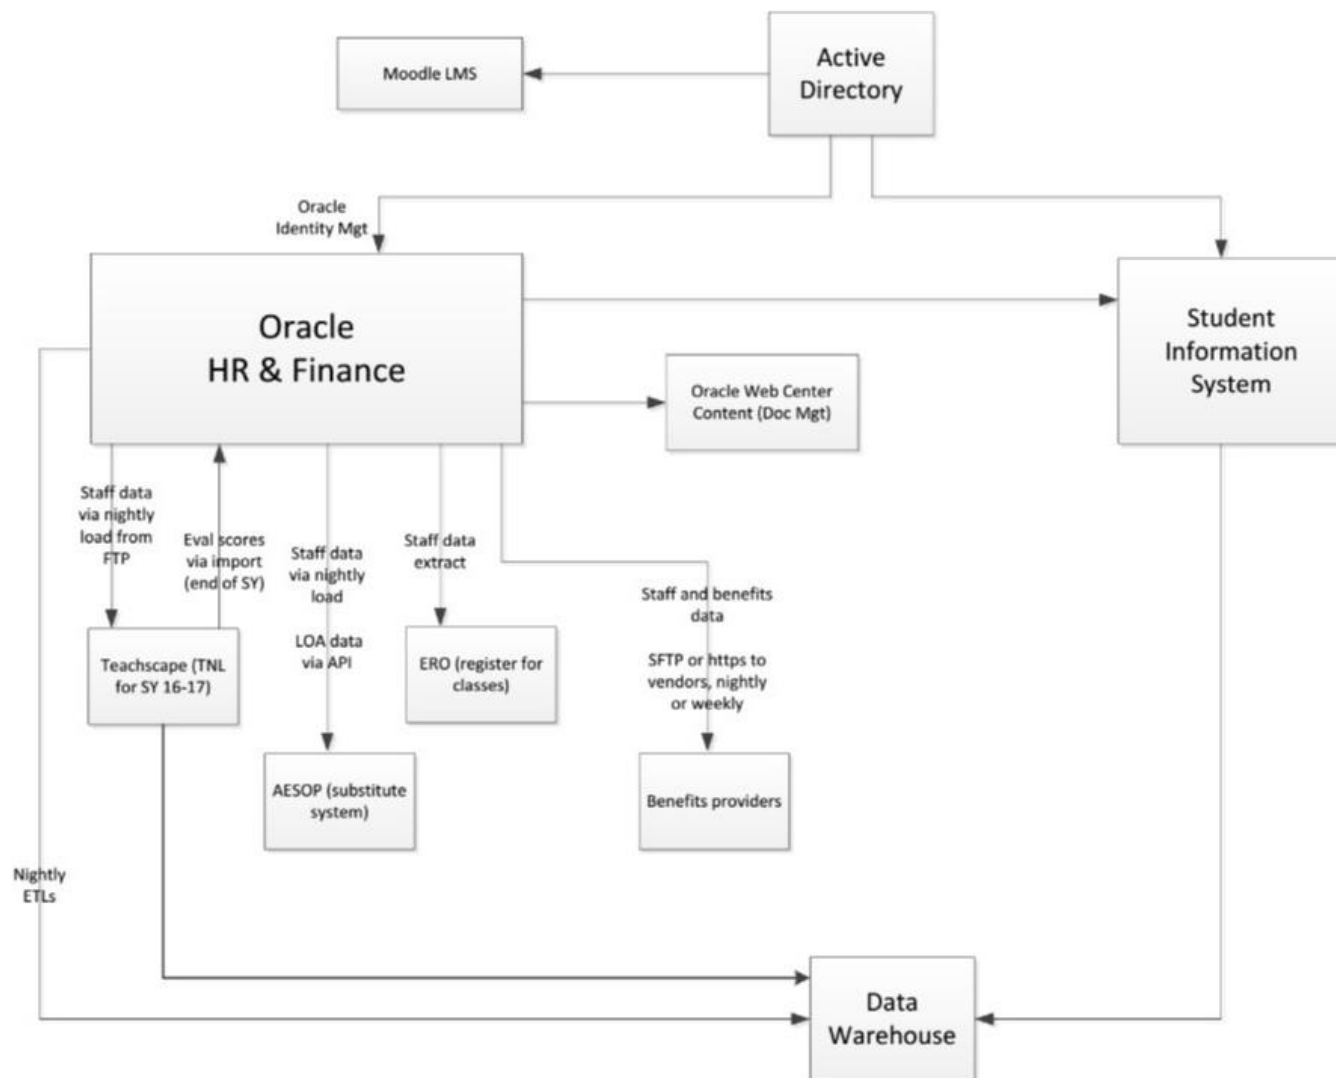 Active
Directory
Moodle LMS
Oracle
Identity Mgt
Oracle
HR & Finance
Student
Information
System
Oracle Web Center
Content (Doc Mgt)
Staff data
via nightly
load from
FTP
Eval scores
via import
(end of SY)
Staff data
via nightly
load
LOA data
via API
Staff data
extract
Staff and benefits
data
SFTP or https to
vendors, nightly
or weekly
Teachscape (TNL
for SY 16-17)
ERO (register for
classes)
AESOP (substitute
system)
Benefits providers
Nightly
ETLs
Data
Warehouse